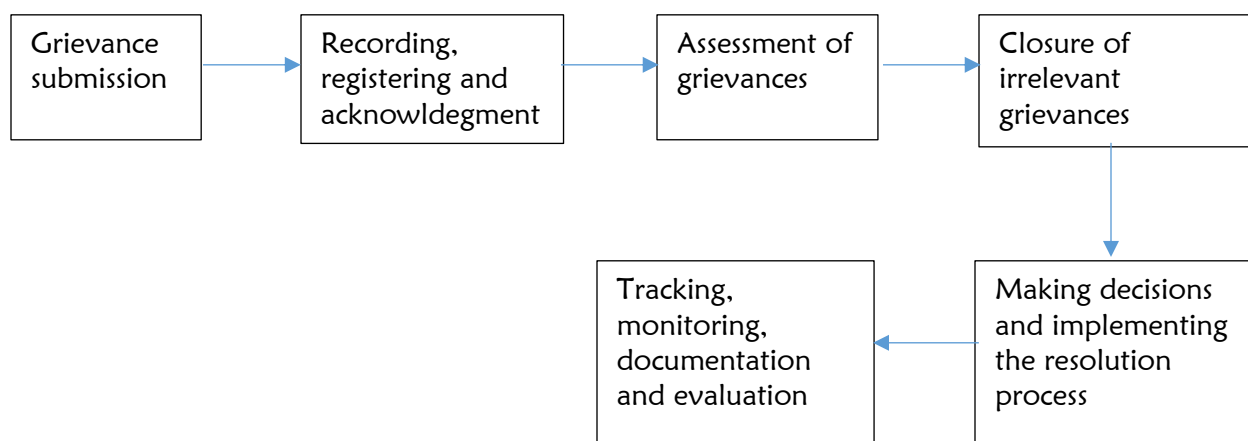 Grievance
submission
Recording,
registering and
acknowldegment
Assessment of
grievances
Closure of
irrelevant
grievances
Making decisions
and implementing
the resolution
process
Tracking,
monitoring,
documentation
and evaluation